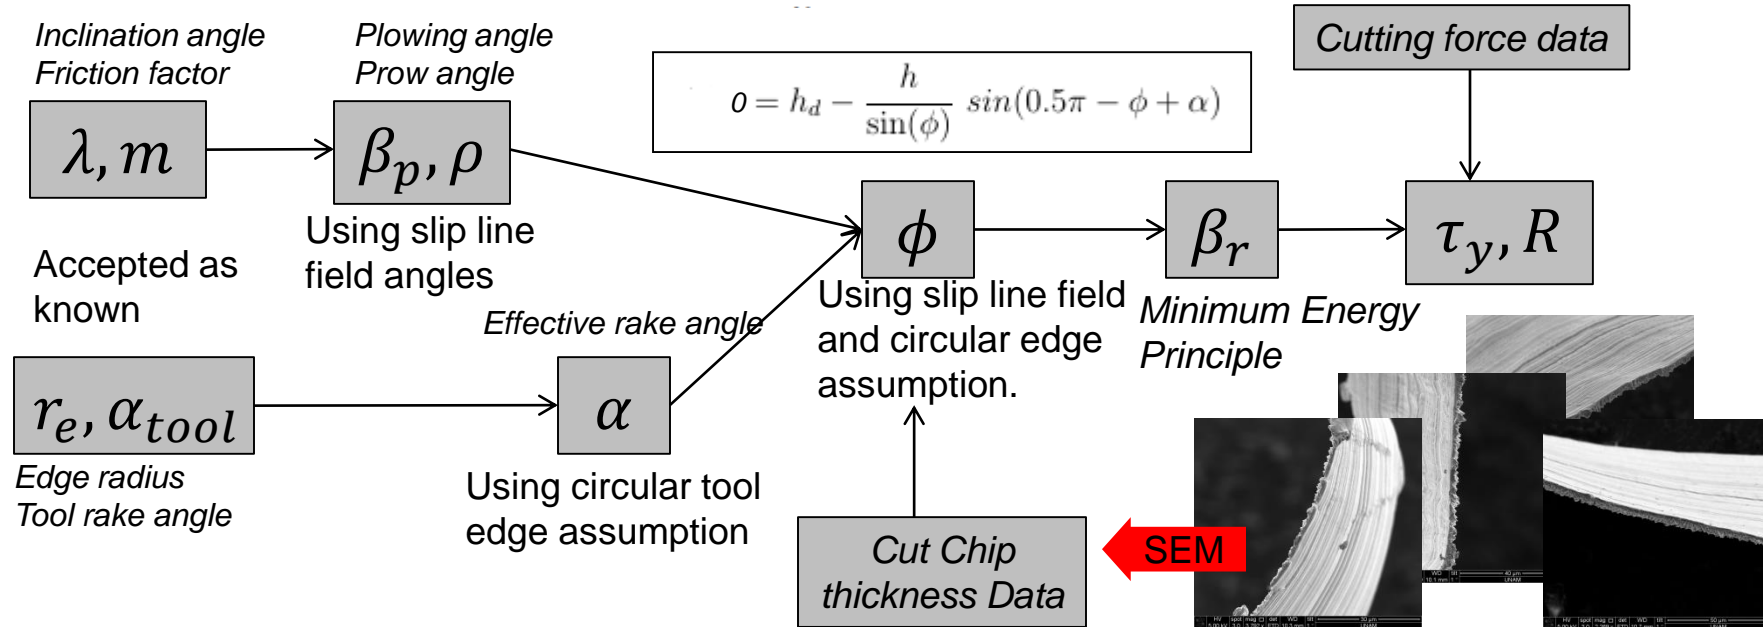 Inclination angle
Friction factor
λ, m
Accepted as
known
Plowing angle
Prow angle
β_p, ρ
Using slip line
field angles
0 = h_d − h / sin(ϕ) sin(0.5π − ϕ + α)
Cutting force data
ϕ
Using slip line field
and circular edge
assumption.
β_r
Minimum Energy
Principle
τ_y, R
r_e, α_tool
Edge radius
Tool rake angle
Effective rake angle
α
Using circular tool
edge assumption
Cut Chip
thickness Data
SEM